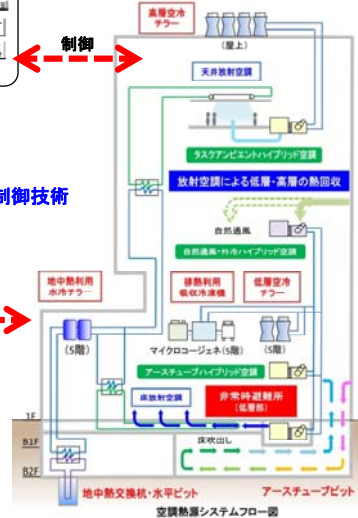 制御
高層空冷
チラー
(屋上)
天井放射空調
タスクアンビエントハイブリッド空調
制御技術
放射空調による低層・高層の熱回収
自然通風
自然通風・外冷ハイブリッド空調
地中熱利用
水冷チラー
排熱利用
吸収冷凍機
低層空冷
チラー
(5階)
マイクロコージェネ(5階)
(5階)
アースチューブハイブリッド空調
床放射空調
非常時避難所
(低層部)
1F
床吹出し
B1F
B2F
地中熱交換杭・水平ピット
アースチューブピット
空調熱源システムフロー図